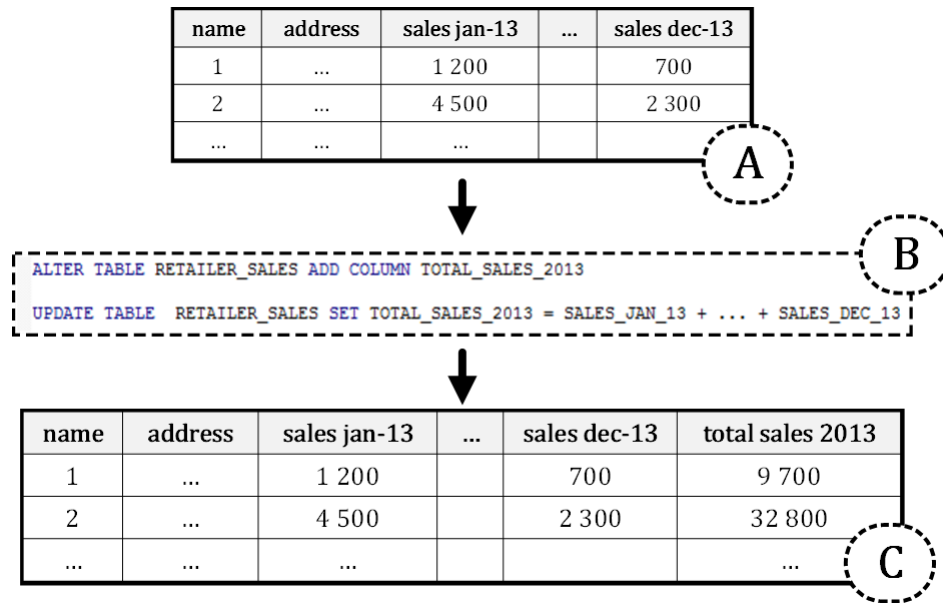 name address sales jan-13 ... sales dec-13
1 ... 1 200 700
2 ... 4 500 2 300
... ... ...
A
B
ALTER TABLE RETAILER_SALES ADD COLUMN TOTAL_SALES_2013
UPDATE TABLE RETAILER_SALES SET TOTAL_SALES_2013 = SALES_JAN_13 + ... + SALES_DEC_13
name address sales jan-13 ... sales dec-13 total sales 2013
1 ... 1 200 700 9 700
2 ... 4 500 2 300 32 800
... ... ... ...
C